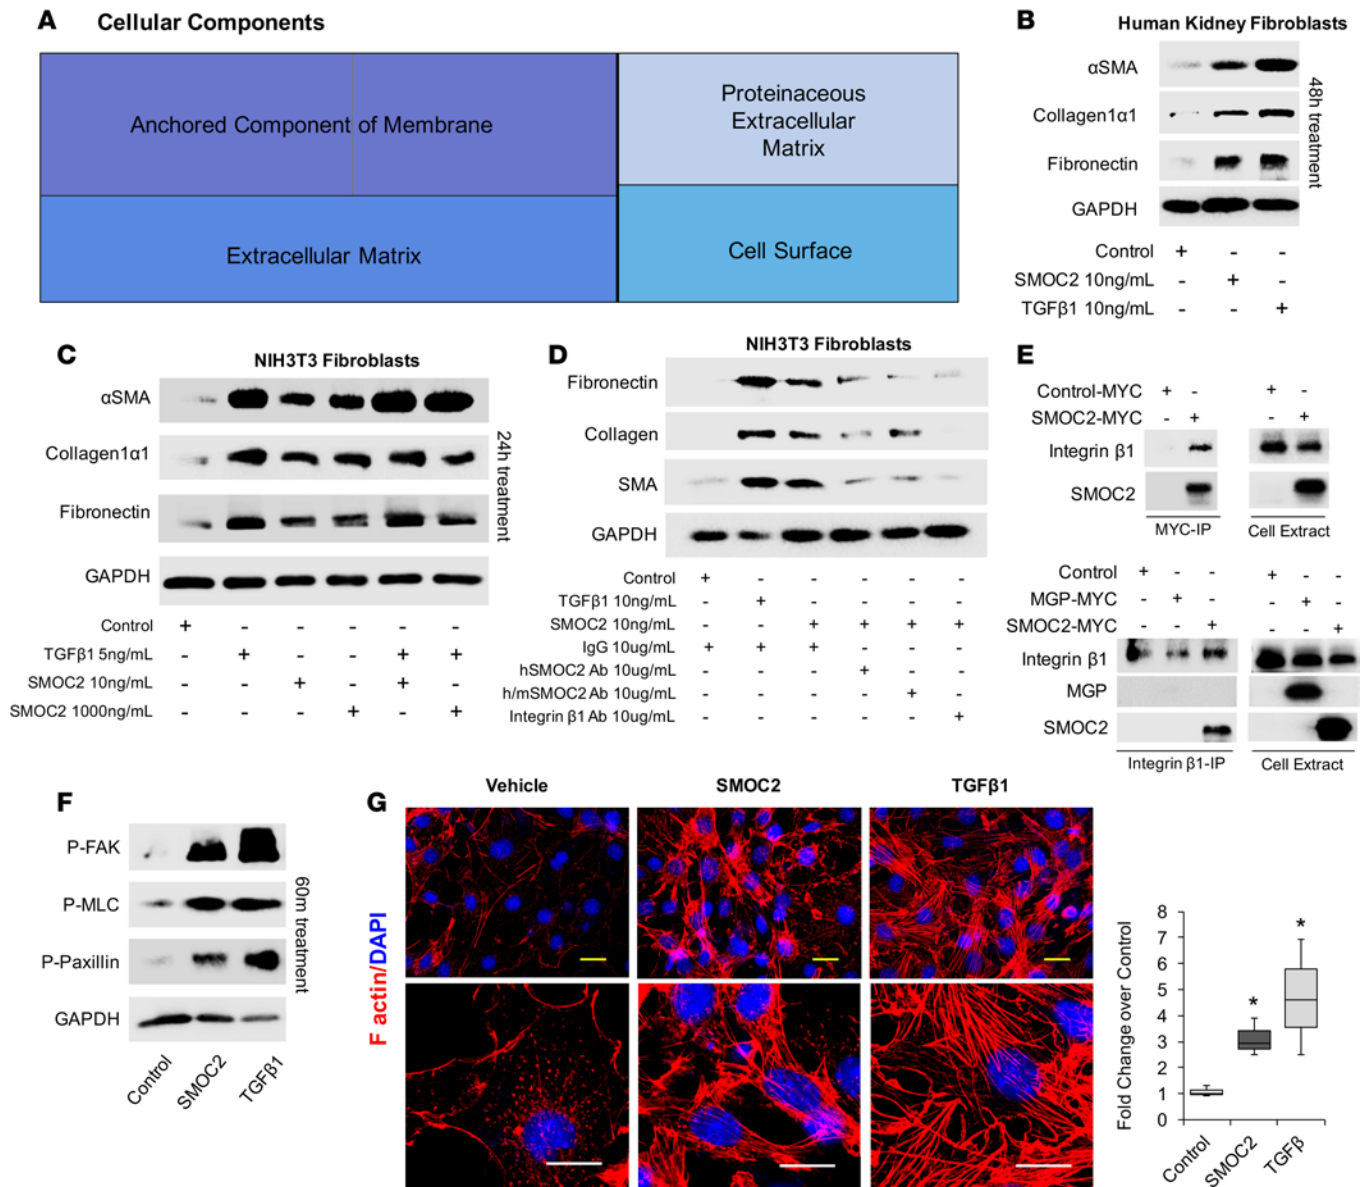 A Cellular Components
Anchored Component of Membrane
Proteinaceous
Extracellular
Matrix
Extracellular Matrix
Cell Surface
B
Human Kidney Fibroblasts
αSMA
Collagen1α1
Fibronectin
GAPDH
48h treatment
Control + - -
SMOC2 10ng/mL - + -
TGFβ1 10ng/mL - - +
C
NIH3T3 Fibroblasts
αSMA
Collagen1α1
Fibronectin
GAPDH
24h treatment
Control + - - - - -
TGFβ1 5ng/mL - + - - + +
SMOC2 10ng/mL - - + - + -
SMOC2 1000ng/mL - - - + - +
D
NIH3T3 Fibroblasts
Fibronectin
Collagen
SMA
GAPDH
Control + - - - - -
TGFβ1 10ng/mL - + - - - -
SMOC2 10ng/mL - - + + + +
IgG 10ug/mL + + + - - -
hSMOC2 Ab 10ug/mL - - - + - -
h/mSMOC2 Ab 10ug/mL - - - - + -
Integrin β1 Ab 10ug/mL - - - - - +
E
Control-MYC + - + -
SMOC2-MYC - + - +
Integrin β1
SMOC2
MYC-IP Cell Extract
Control + - - + - -
MGP-MYC - + - - + -
SMOC2-MYC - - + - - +
Integrin β1
MGP
SMOC2
Integrin β1-IP Cell Extract
F
P-FAK
P-MLC
P-Paxillin
GAPDH
60m treatment
Control SMOC2 TGFβ1
G
Vehicle SMOC2 TGFβ1
F actin/DAPI
Fold Change over Control
8
7
6
5
4
3
2
1
0
* *
Control SMOC2 TGFβ